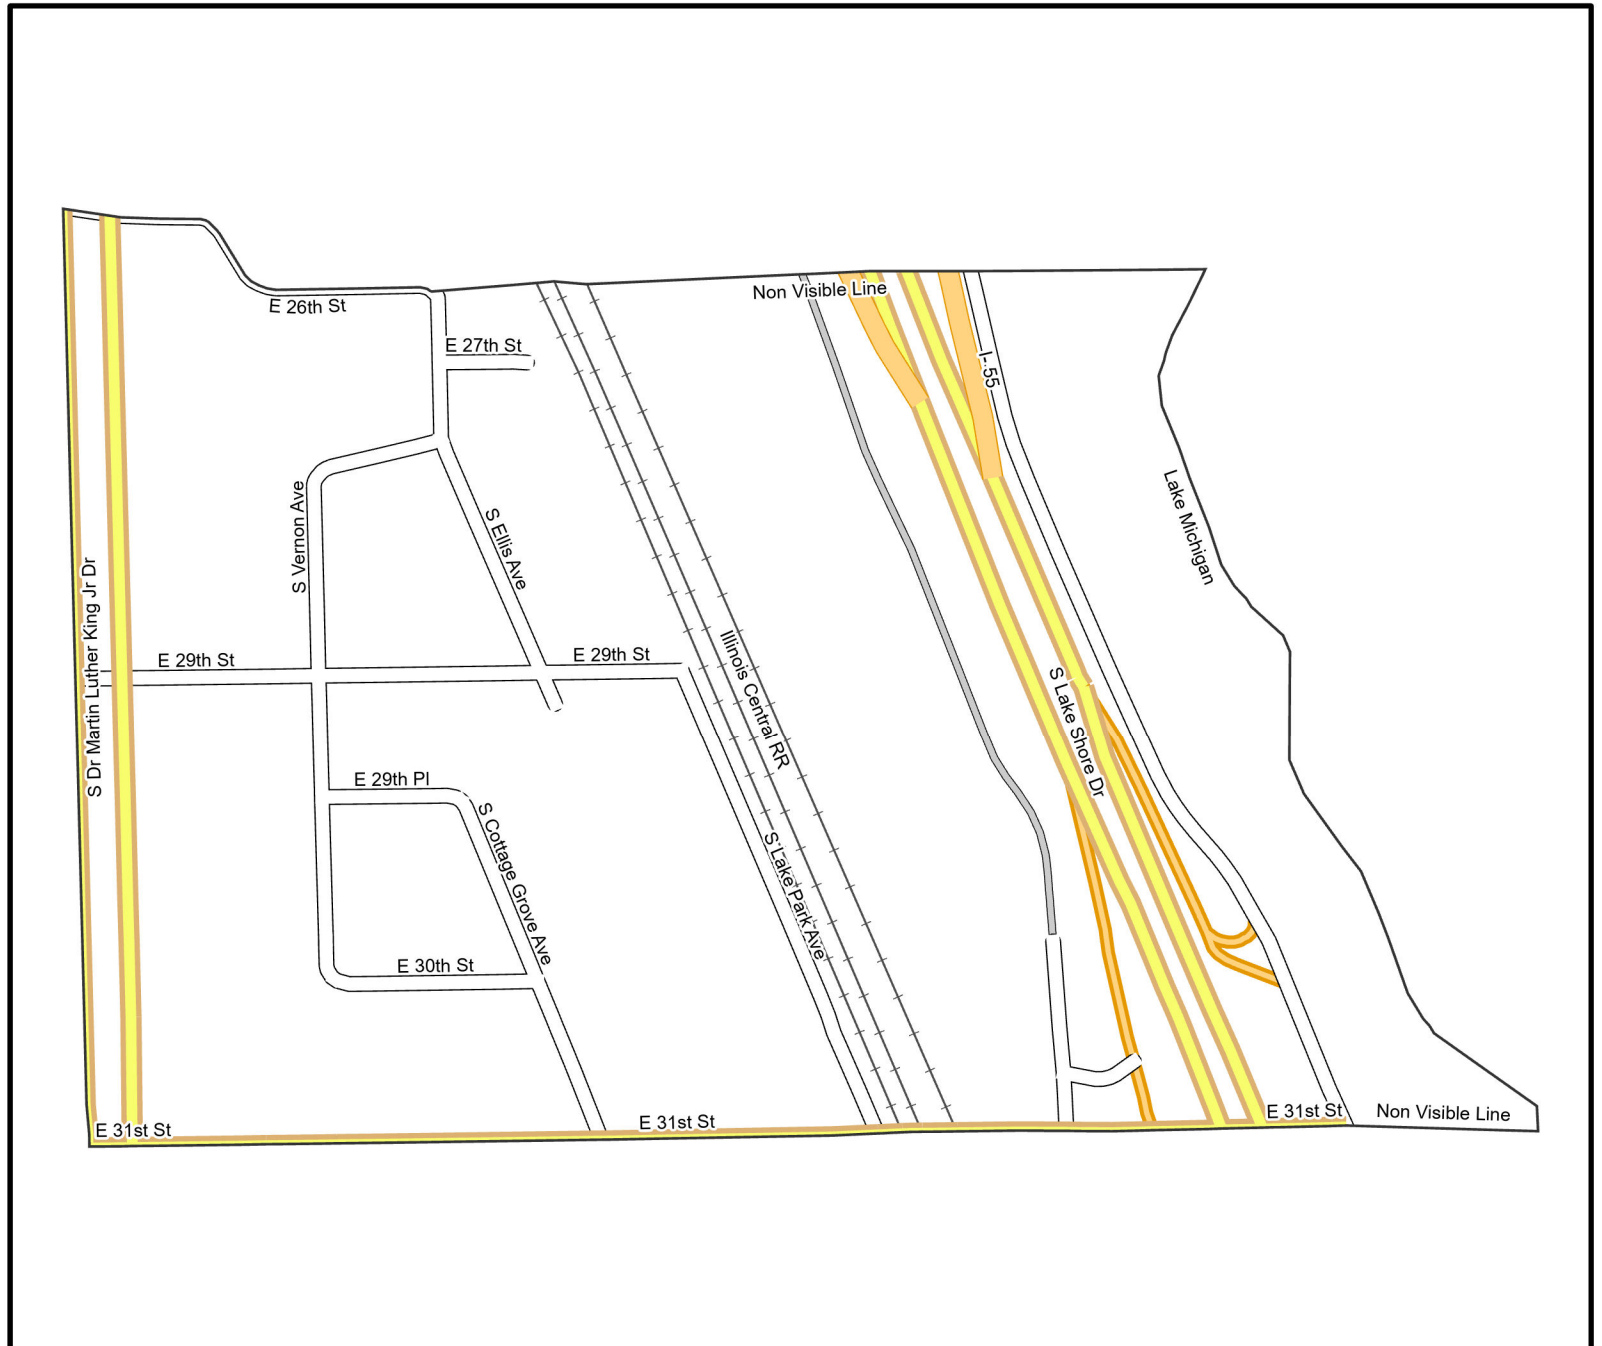 Non Visible Line
E 26th St
E 27th St
I- 55
Lake Michigan
S Vernon Ave
S Ellis Ave
S Dr Martin Luther King Jr Dr
E 29th St
E 29th St
Illinois Central RR
S Lake Shore Dr
E 29th Pl
S Cottage Grove Ave
S Lake Park Ave
E 30th St
E 31st St
E 31st St
E 31st St
Non Visible Line